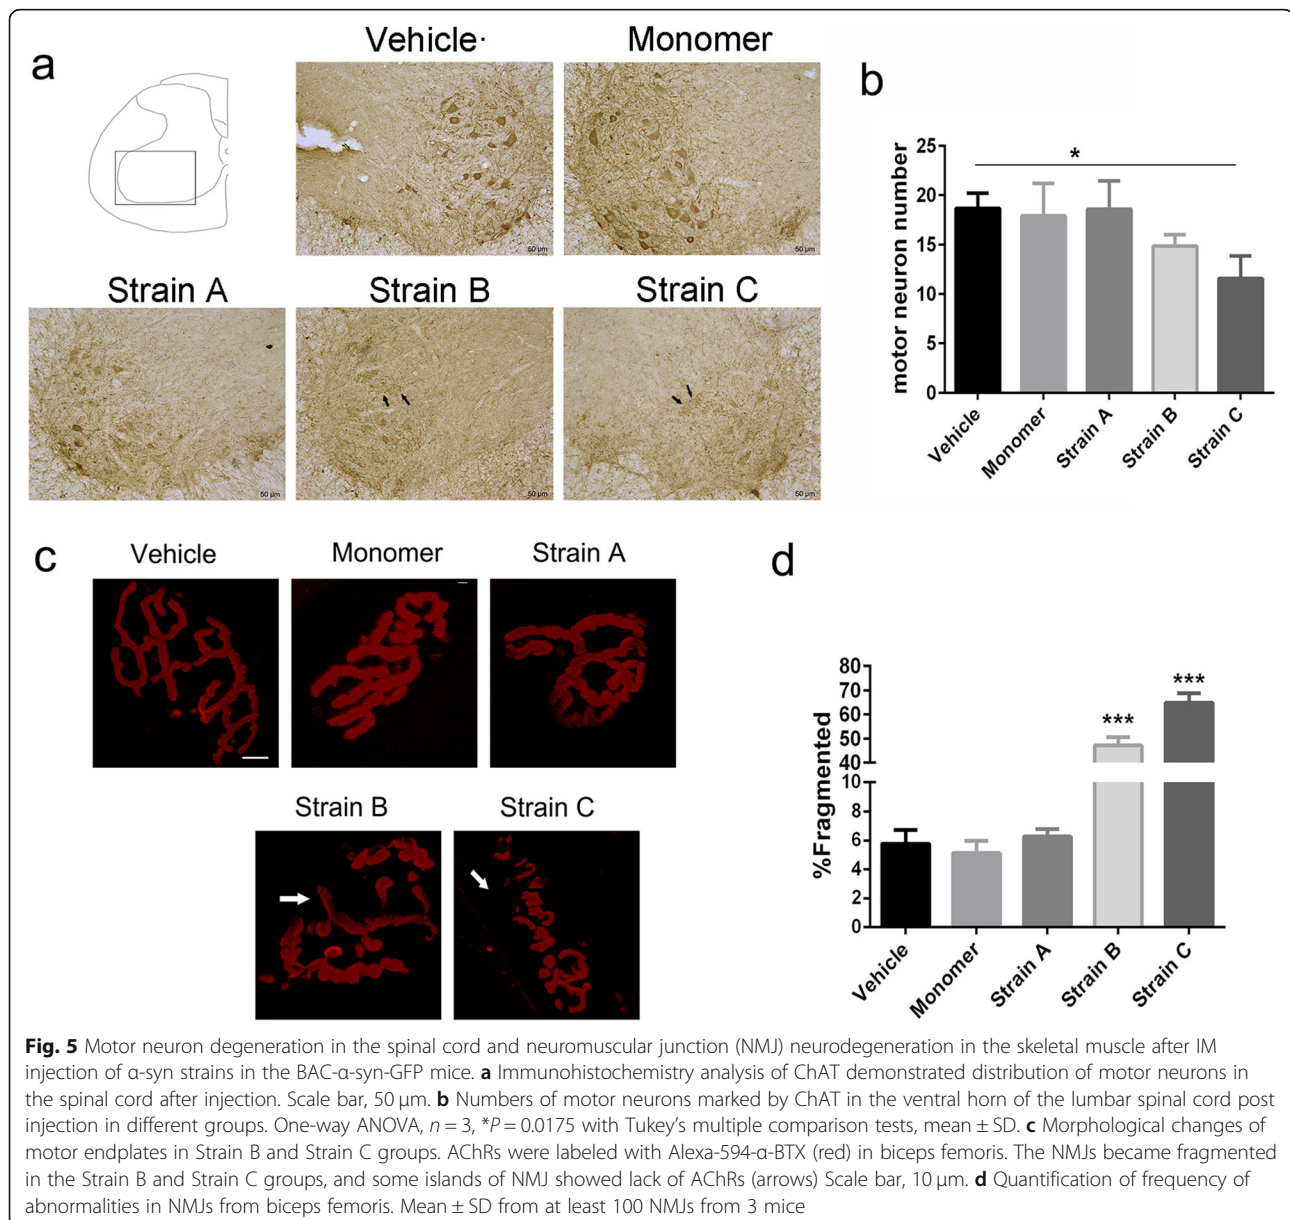 a
Vehicle·
Monomer
50 µm
50 µm
Strain A
Strain B
Strain C
50 µm
50 µm
50 µm
b
motor neuron number
25
20
15
10
5
0
*
Vehicle
Monomer
Strain A
Strain B
Strain C
c
Vehicle
Monomer
Strain A
Strain B
Strain C
d
%Fragmented
80
70
60
50
40
10
8
6
4
2
0
***
***
Vehicle
Monomer
Strain A
Strain B
Strain C
Fig. 5 Motor neuron degeneration in the spinal cord and neuromuscular junction (NMJ) neurodegeneration in the skeletal muscle after IM
injection of α-syn strains in the BAC-α-syn-GFP mice. a Immunohistochemistry analysis of ChAT demonstrated distribution of motor neurons in
the spinal cord after injection. Scale bar, 50 µm. b Numbers of motor neurons marked by ChAT in the ventral horn of the lumbar spinal cord post
injection in different groups. One-way ANOVA, n = 3, *P = 0.0175 with Tukey's multiple comparison tests, mean ± SD. c Morphological changes of
motor endplates in Strain B and Strain C groups. AChRs were labeled with Alexa-594-α-BTX (red) in biceps femoris. The NMJs became fragmented
in the Strain B and Strain C groups, and some islands of NMJ showed lack of AChRs (arrows) Scale bar, 10 µm. d Quantification of frequency of
abnormalities in NMJs from biceps femoris. Mean ± SD from at least 100 NMJs from 3 mice